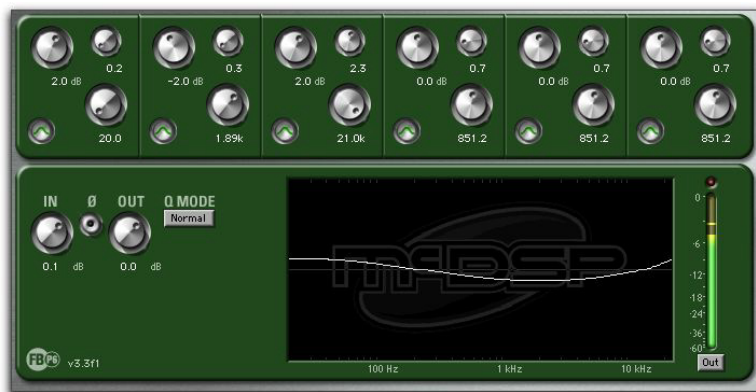 0.2 0.3 2.3 0.7 0.7 0.7
2.0 dB -2.0 dB 2.0 dB 0.0 dB 0.0 dB 0.0 dB
20.0 1.89k 21.0k 851.2 851.2 851.2
IN Ø OUT Q MODE
Normal
0.1 dB 0.0 dB
McDSP
0
-6
-12
-18
-24
-36
-60
Out
FB P6 v3.3f1
100 Hz 1 kHz 10 kHz